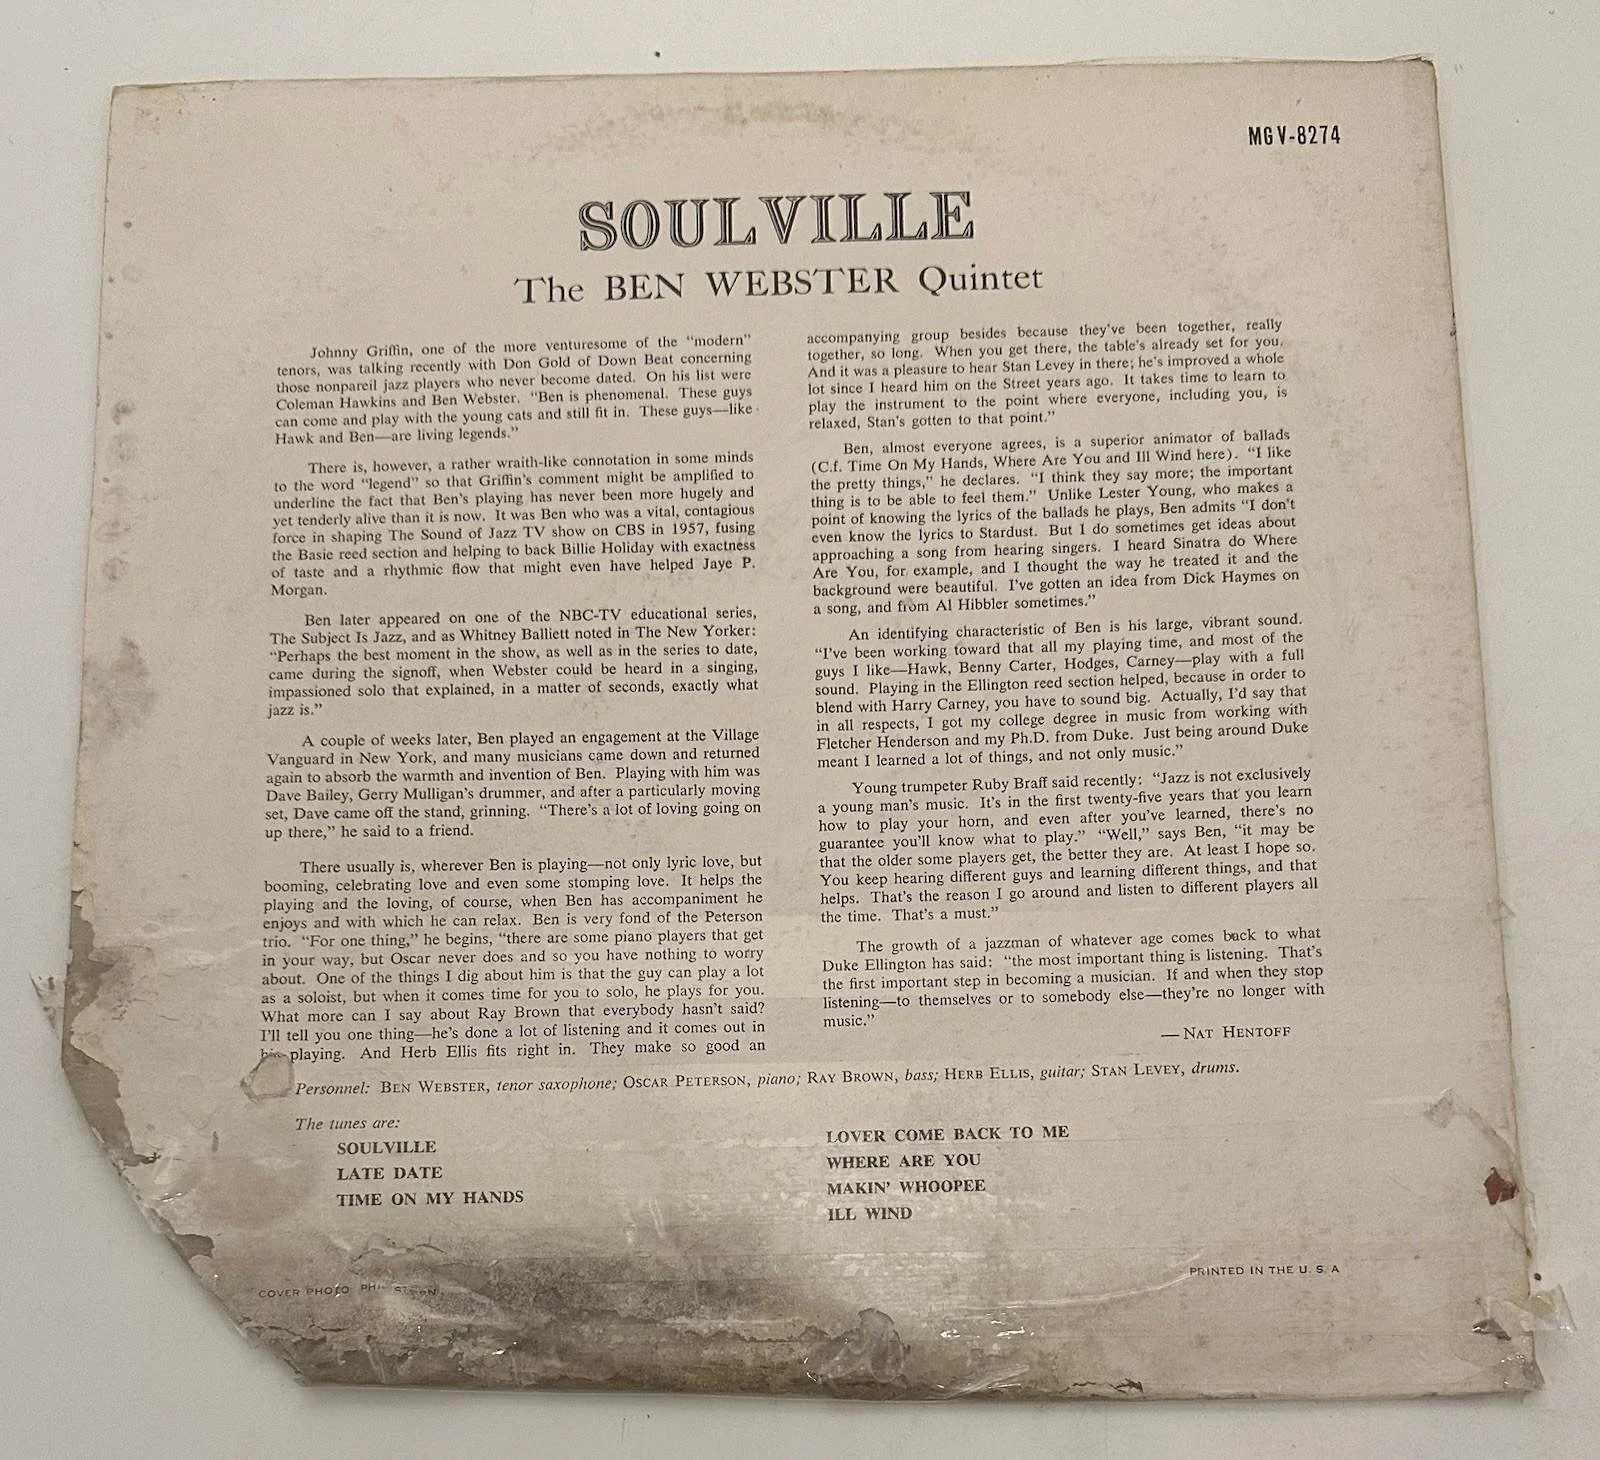 MG V-8274
SOULVILLE
The BEN WEBSTER Quintet
Johnny Griffin, one of the more venturesome of the “modern”
tenors, was talking recently with Don Gold of Down Beat concerning
those nonpareil jazz players who never become dated. On his list were
Coleman Hawkins and Ben Webster. “Ben is phenomenal. These guys
can come and play with the young cats and still fit in. These guys—like
Hawk and Ben—are living legends.”
There is, however, a rather wraith-like connotation in some minds
to the word “legend” so that Griffin's comment might be amplified to
underline the fact that Ben's playing has never been more hugely and
yet tenderly alive than it is now. It was Ben who was a vital, contagious
force in shaping The Sound of Jazz TV show on CBS in 1957, fusing
the Basie reed section and helping to back Billie Holiday with exactness
of taste and a rhythmic flow that might even have helped Jaye P.
Morgan.
Ben later appeared on one of the NBC-TV educational series,
The Subject Is Jazz, and as Whitney Balliett noted in The New Yorker:
“Perhaps the best moment in the show, as well as in the series to date,
came during the signoff, when Webster could be heard in a singing,
impassioned solo that explained, in a matter of seconds, exactly what
jazz is.”
A couple of weeks later, Ben played an engagement at the Village
Vanguard in New York, and many musicians came down and returned
again to absorb the warmth and invention of Ben. Playing with him was
Dave Bailey, Gerry Mulligan's drummer, and after a particularly moving
set, Dave came off the stand, grinning. “There's a lot of loving going on
up there,” he said to a friend.
There usually is, wherever Ben is playing—not only lyric love, but
booming, celebrating love and even some stomping love. It helps the
playing and the loving, of course, when Ben has accompaniment he
enjoys and with which he can relax. Ben is very fond of the Peterson
trio. “For one thing,” he begins, “there are some piano players that get
in your way, but Oscar never does and so you have nothing to worry
about. One of the things I dig about him is that the guy can play a lot
as a soloist, but when it comes time for you to solo, he plays for you.
What more can I say about Ray Brown that everybody hasn't said?
I'll tell you one thing—he's done a lot of listening and it comes out in
his playing. And Herb Ellis fits right in. They make so good an
accompanying group besides because they've been together, really
together, so long. When you get there, the table's already set for you.
And it was a pleasure to hear Stan Levey in there; he's improved a whole
lot since I heard him on the Street years ago. It takes time to learn to
play the instrument to the point where everyone, including you, is
relaxed, Stan's gotten to that point.”
Ben, almost everyone agrees, is a superior animator of ballads
(C.f. Time On My Hands, Where Are You and Ill Wind here). “I like
the pretty things,” he declares. “I think they say more; the important
thing is to be able to feel them.” Unlike Lester Young, who makes a
point of knowing the lyrics of the ballads he plays, Ben admits “I don't
even know the lyrics to Stardust. But I do sometimes get ideas about
approaching a song from hearing singers. I heard Sinatra do Where
Are You, for example, and I thought the way he treated it and the
background were beautiful. I've gotten an idea from Dick Haymes on
a song, and from Al Hibbler sometimes.”
An identifying characteristic of Ben is his large, vibrant sound.
“I've been working toward that all my playing time, and most of the
guys I like—Hawk, Benny Carter, Hodges, Carney—play with a full
sound. Playing in the Ellington reed section helped, because in order to
blend with Harry Carney, you have to sound big. Actually, I'd say that
in all respects, I got my college degree in music from working with
Fletcher Henderson and my Ph.D. from Duke. Just being around Duke
meant I learned a lot of things, and not only music.”
Young trumpeter Ruby Braff said recently: “Jazz is not exclusively
a young man's music. It's in the first twenty-five years that you learn
how to play your horn, and even after you've learned, there's no
guarantee you'll know what to play.” “Well,” says Ben, “it may be
that the older some players get, the better they are. At least I hope so.
You keep hearing different guys and learning different things, and that
helps. That's the reason I go around and listen to different players all
the time. That's a must.”
The growth of a jazzman of whatever age comes back to what
Duke Ellington has said: “the most important thing is listening. That's
the first important step in becoming a musician. If and when they stop
listening—to themselves or to somebody else—they're no longer with
music.”
— NAT HENTOFF
Personnel: BEN WEBSTER, tenor saxophone; OSCAR PETERSON, piano; RAY BROWN, bass; HERB ELLIS, guitar; STAN LEVEY, drums.
The tunes are:
SOULVILLE
LATE DATE
TIME ON MY HANDS
LOVER COME BACK TO ME
WHERE ARE YOU
MAKIN' WHOOPEE
ILL WIND
COVER PHOTO:
PRINTED IN THE U. S. A